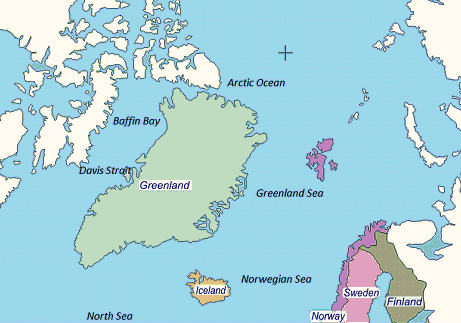 Arctic Ocean
Baffin Bay
Davis Strait
Greenland
Greenland Sea
Norwegian Sea
Iceland
Sweden
Finland
Norway
North Sea